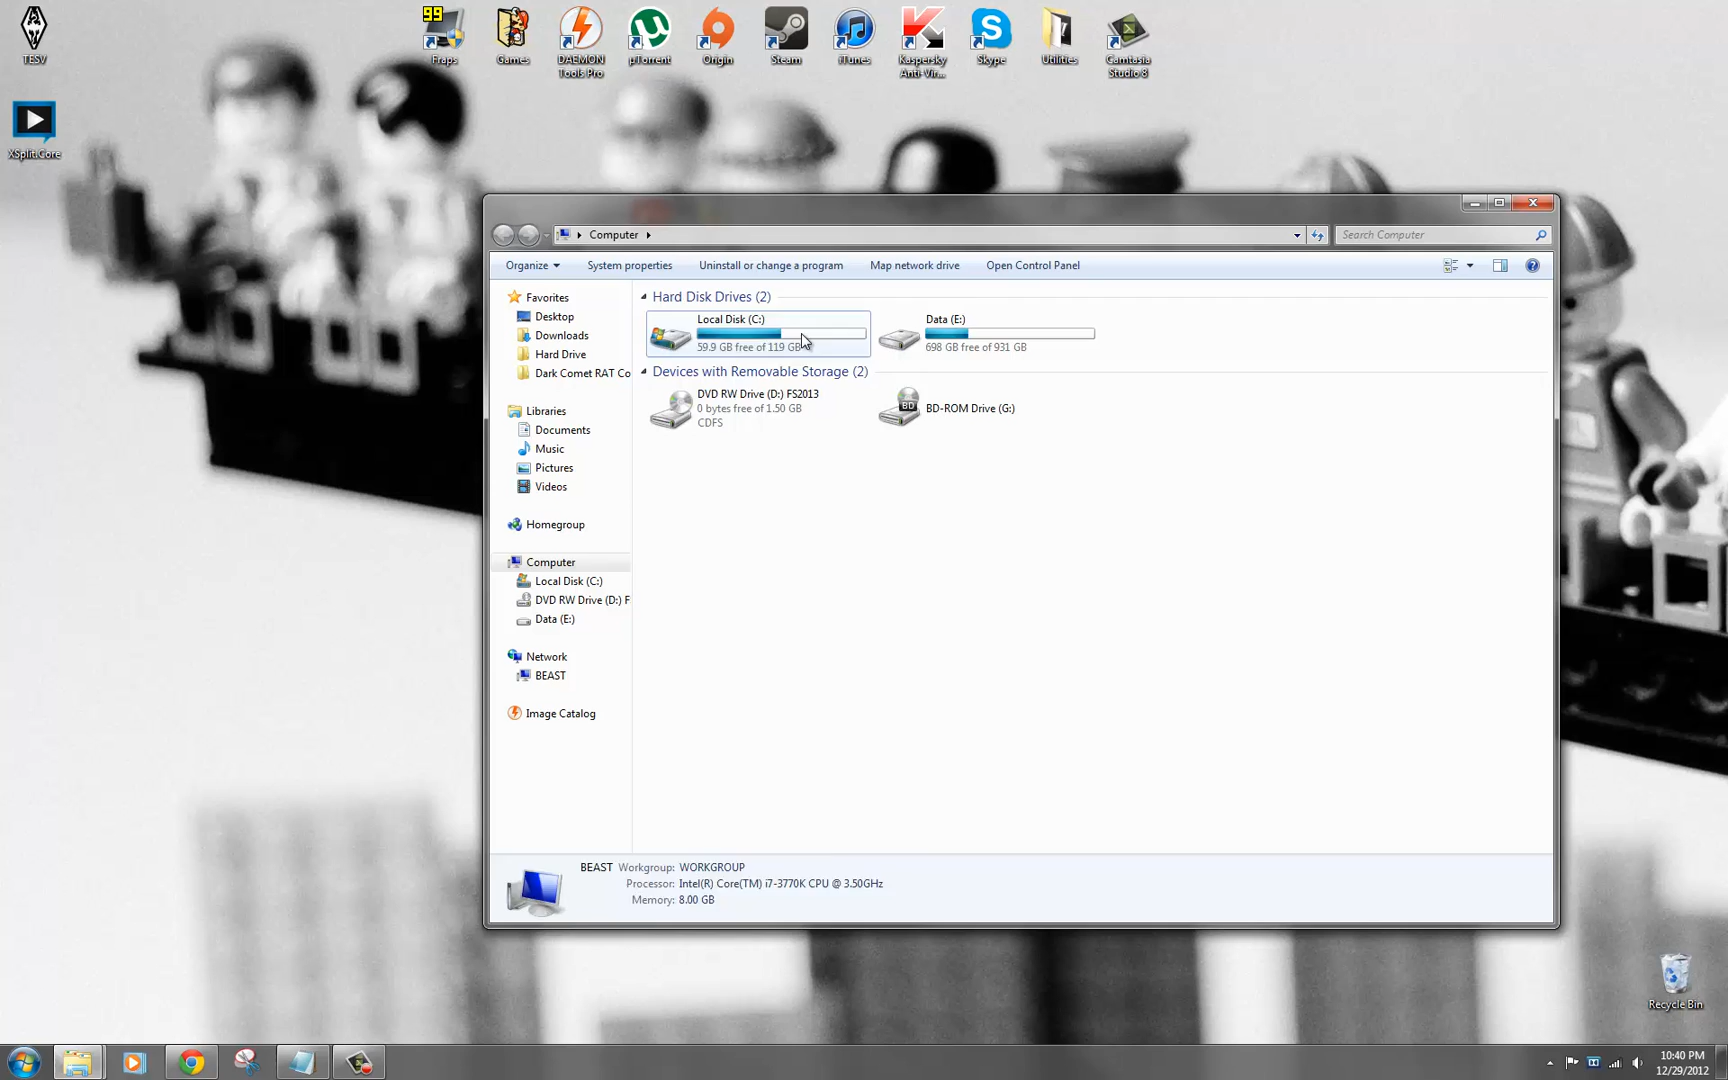 99
TESV
Fraps
Games
DAEMON
Tools Pro
µTorrent
Origin
Steam
iTunes
Kaspersky
Anti-Vir...
Skype
Utilities
Camtasia
Studio 8
XSplit.Core
Computer
Search Computer
Organize
System properties
Uninstall or change a program
Map network drive
Open Control Panel
Favorites
Desktop
Downloads
Hard Drive
Dark Comet RAT Co
Libraries
Documents
Music
Pictures
Videos
Homegroup
Computer
Local Disk (C:)
DVD RW Drive (D:) F
Data (E:)
Network
BEAST
Image Catalog
Hard Disk Drives (2)
Local Disk (C:)
59.9 GB free of 119 GB
Data (E:)
698 GB free of 931 GB
Devices with Removable Storage (2)
DVD RW Drive (D:) FS2013
0 bytes free of 1.50 GB
CDFS
BD
BD-ROM Drive (G:)
BEAST Workgroup: WORKGROUP
Processor: Intel(R) Core(TM) i7-3770K CPU @ 3.50GHz
Memory: 8.00 GB
Recycle Bin
10:40 PM
12/29/2012